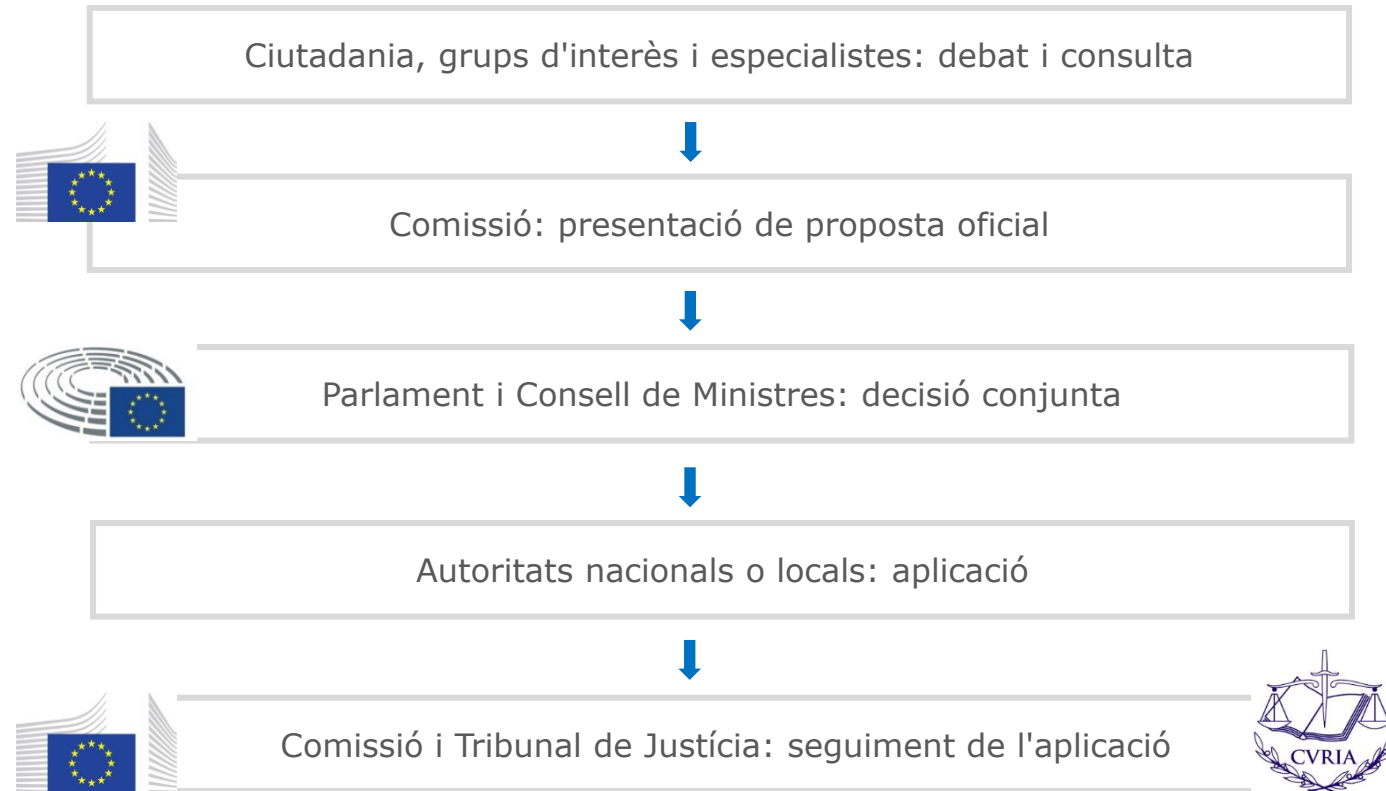 Ciutadania, grups d'interès i especialistes: debat i consulta
Comissió: presentació de proposta oficial
Parlament i Consell de Ministres: decisió conjunta
Autoritats nacionals o locals: aplicació
Comissió i Tribunal de Justícia: seguiment de l'aplicació
CVRIA